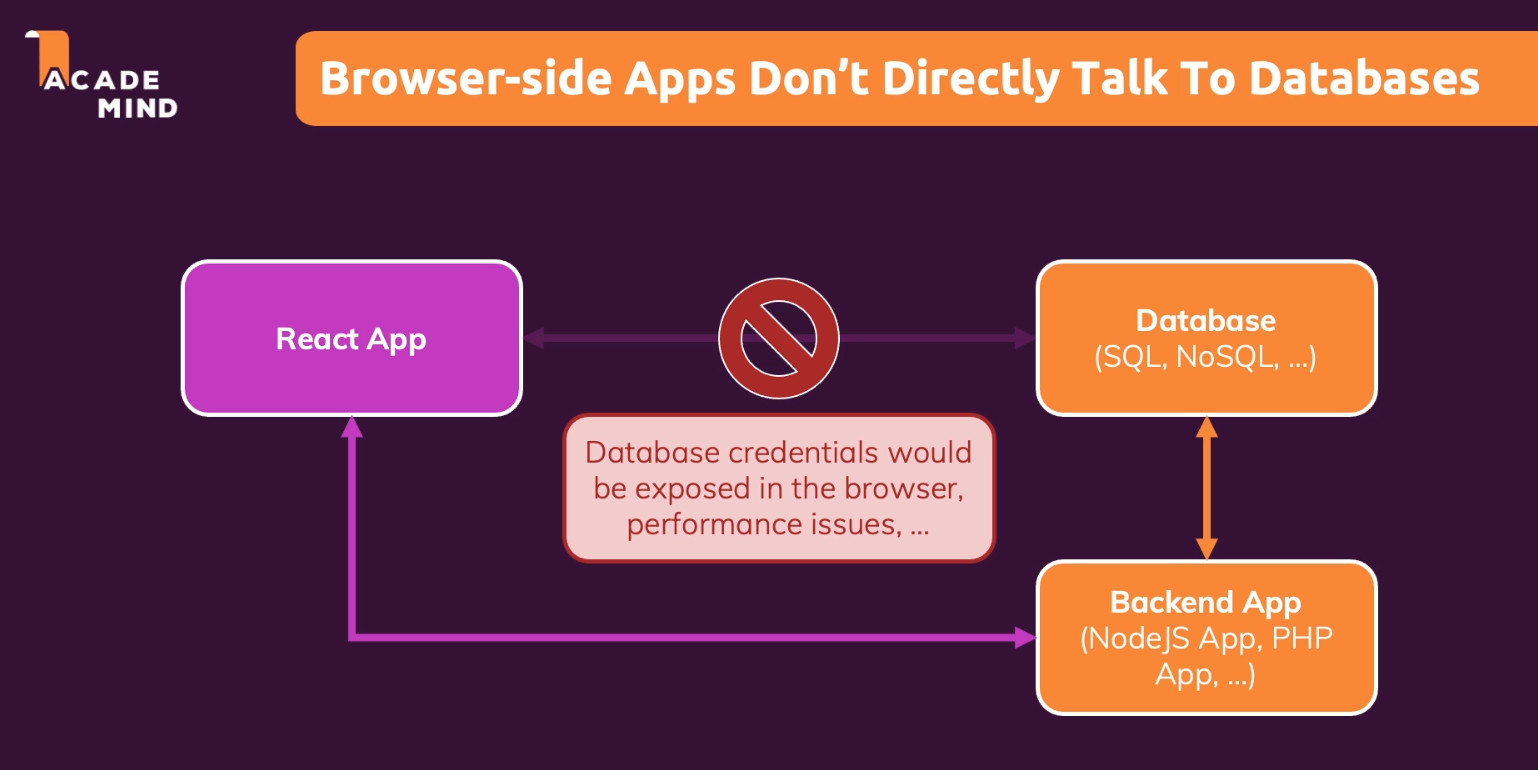 ACADE
MIND
Browser-side Apps Don’t Directly Talk To Databases
React App
Database
(SQL, NoSQL, ...)
Database credentials would
be exposed in the browser,
performance issues, ...
Backend App
(NodeJS App, PHP
App, ...)